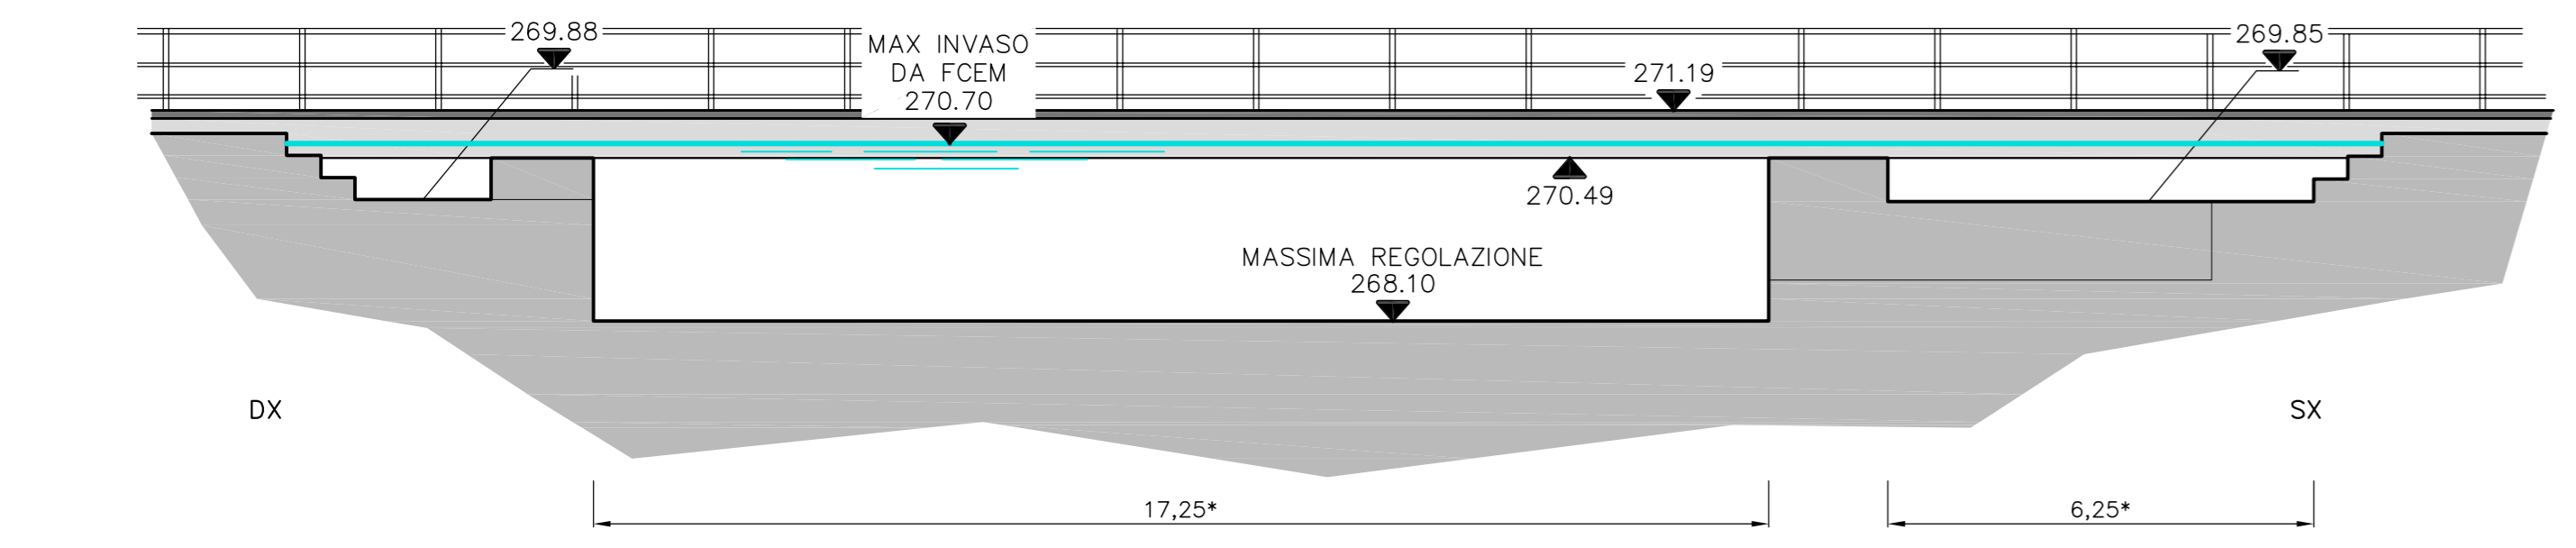 269.88
MAX INVASO
DA FCEM
270.70
271.19
269.85
270.49
MASSIMA REGOLAZIONE
268.10
DX
SX
17,25*
6,25*